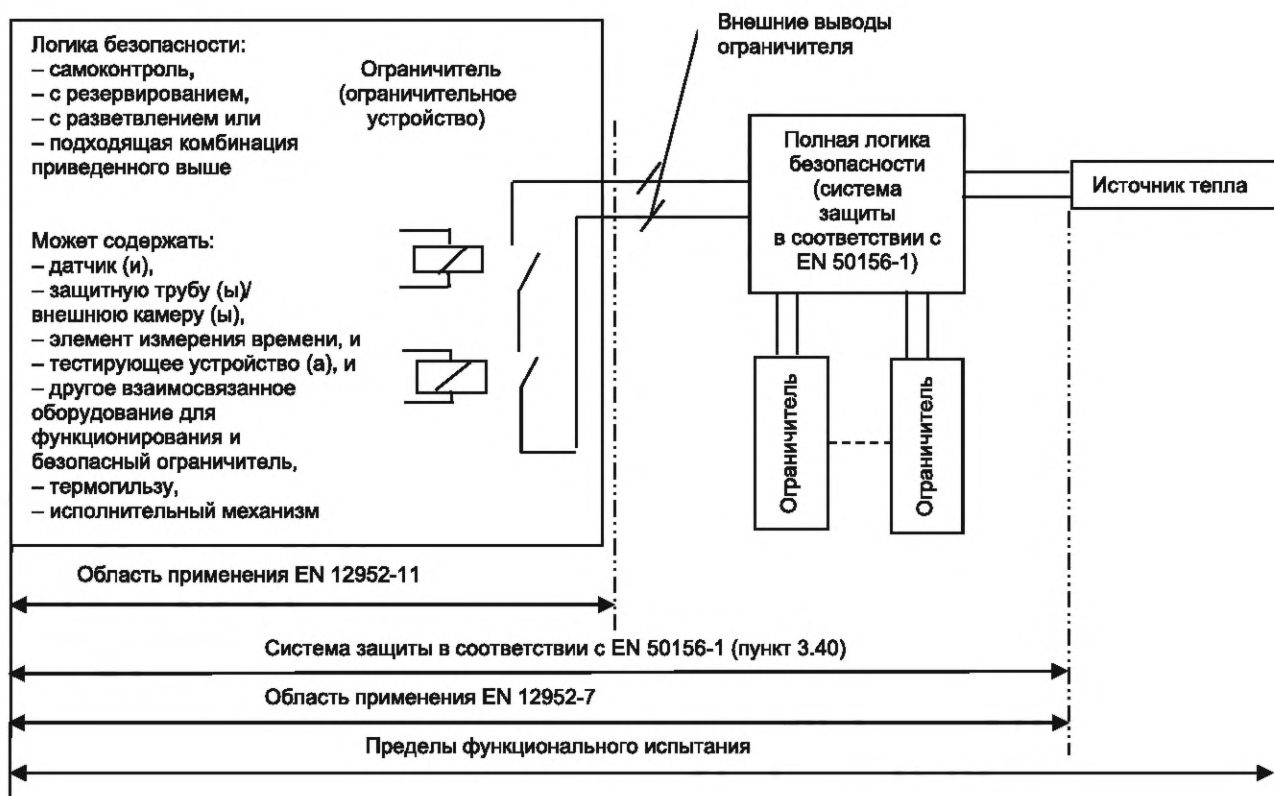 Логика безопасности:
– самоконтроль,
– с резервированием,
– с разветвлением или
– подходящая комбинация
приведенного выше
Ограничитель
(ограничительное
устройство)
Внешние выводы
ограничителя
Может содержать:
– датчик (и),
– защитную трубу (ы)/
внешнюю камеру (ы),
– элемент измерения времени, и
– тестирующее устройство (а), и
– другое взаимосвязанное
оборудование для
функционирования и
безопасный ограничитель,
– термогильзу,
– исполнительный механизм
Полная логика
безопасности
(система
защиты
в соответствии с
EN 50156-1)
Источник тепла
Ограничитель
Ограничитель
Область применения EN 12952-11
Система защиты в соответствии с EN 50156-1 (пункт 3.40)
Область применения EN 12952-7
Пределы функционального испытания